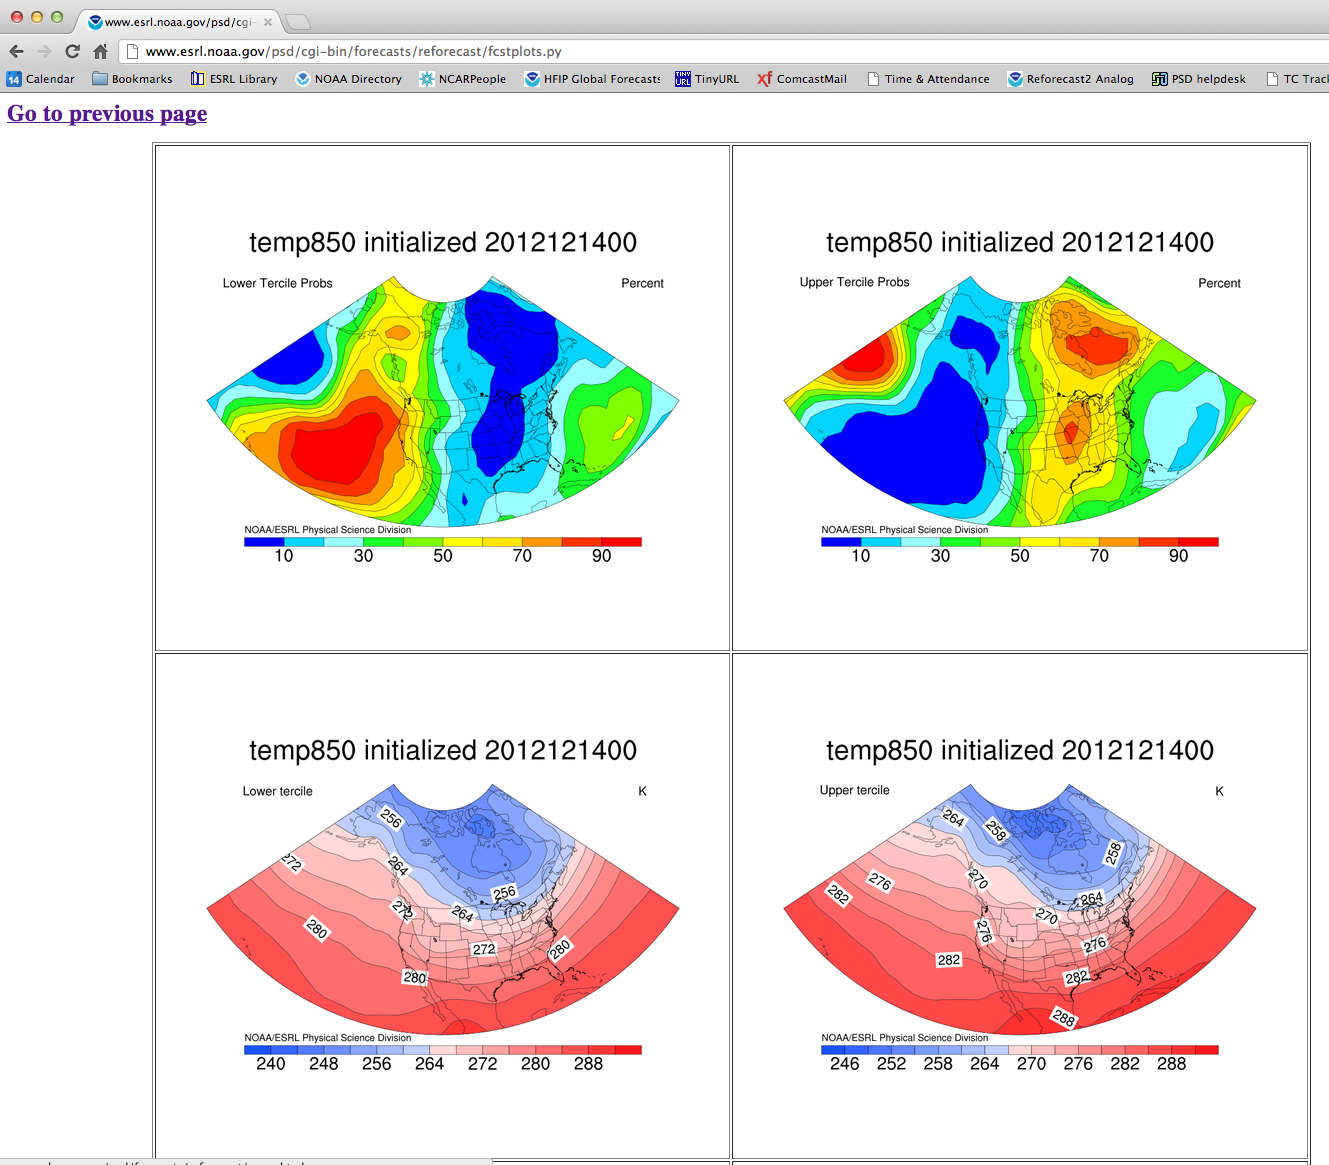 www.esrl.noaa.gov/psd/cgi-
www.esrl.noaa.gov/psd/cgi-bin/forecasts/reforecast/fcstplots.py
14 Calendar Bookmarks ESRL Library NOAA Directory NCARPeople HFIP Global Forecasts TINY URL TinyURL xf ComcastMail Time & Attendance Reforecast2 Analog PSD helpdesk TC Track
Go to previous page
temp850 initialized 2012121400
Lower Tercile Probs Percent
NOAA/ESRL Physical Science Division
10 30 50 70 90
temp850 initialized 2012121400
Upper Tercile Probs Percent
NOAA/ESRL Physical Science Division
10 30 50 70 90
temp850 initialized 2012121400
Lower tercile K
256
272 264
256
272 264
280 272 280
280
NOAA/ESRL Physical Science Division
240 248 256 264 272 280 288
temp850 initialized 2012121400
Upper tercile K
264 258
258
282 276 270
264
270
276 276
282 282
288
NOAA/ESRL Physical Science Division
246 252 258 264 270 276 282 288